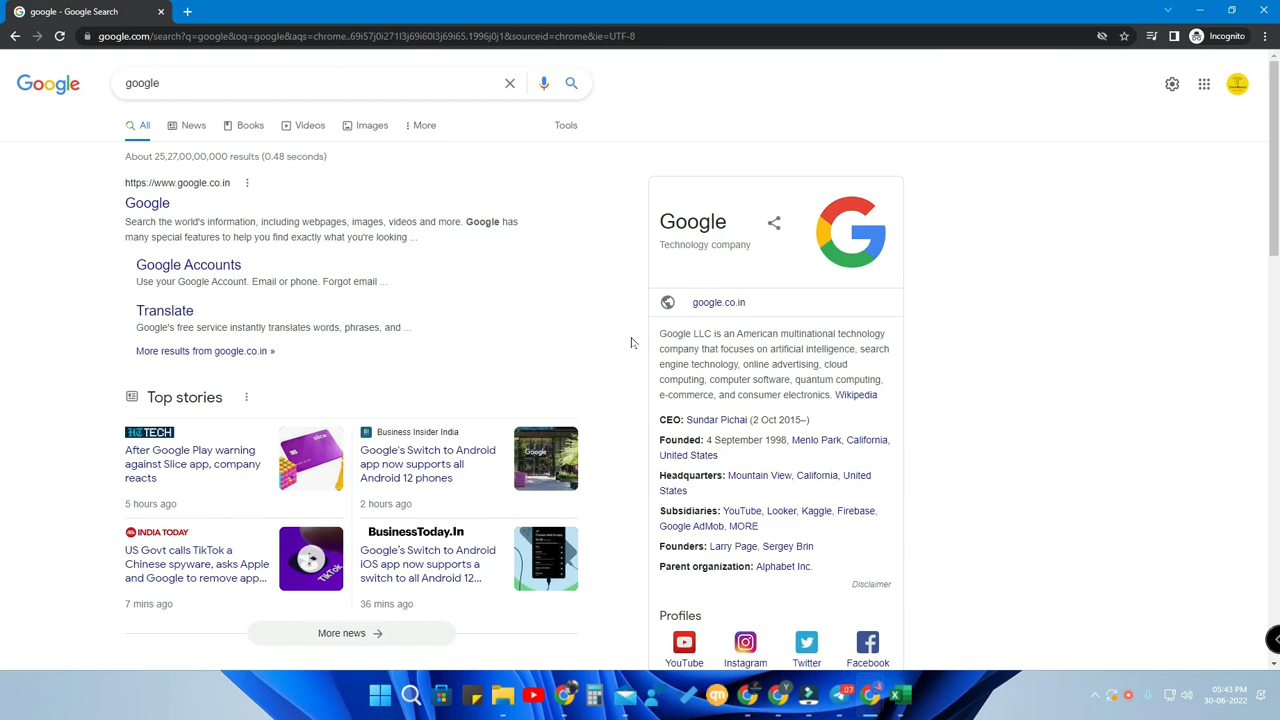 google - Google Search
google.com/search?q=google&oq=google&aqs=chrome..69i57j0i271l3j69i60l3j69i65.1996j0j1&sourceid=chrome&ie=UTF-8
Incognito
Google
google
All
News
Books
Videos
Images
More
Tools
About 25,27,00,00,000 results (0.48 seconds)
https://www.google.co.in
Google
Search the world's information, including webpages, images, videos and more. Google has
many special features to help you find exactly what you're looking ...
Google Accounts
Use your Google Account. Email or phone. Forgot email ...
Translate
Google's free service instantly translates words, phrases, and ...
More results from google.co.in »
Top stories
HT TECH
After Google Play warning
against Slice app, company
reacts
5 hours ago
Business Insider India
Google's Switch to Android
app now supports all
Android 12 phones
2 hours ago
INDIA TODAY
US Govt calls TikTok a
Chinese spyware, asks Apple
and Google to remove app...
7 mins ago
BusinessToday.In
Google's Switch to Android
iOS app now supports a
switch to all Android 12...
36 mins ago
More news
Google
Technology company
google.co.in
Google LLC is an American multinational technology
company that focuses on artificial intelligence, search
engine technology, online advertising, cloud
computing, computer software, quantum computing,
e-commerce, and consumer electronics. Wikipedia
CEO: Sundar Pichai (2 Oct 2015–)
Founded: 4 September 1998, Menlo Park, California,
United States
Headquarters: Mountain View, California, United
States
Subsidiaries: YouTube, Looker, Kaggle, Firebase,
Google AdMob, MORE
Founders: Larry Page, Sergey Brin
Parent organization: Alphabet Inc.
Disclaimer
Profiles
YouTube
Instagram
Twitter
Facebook
05:43 PM
30-06-2022